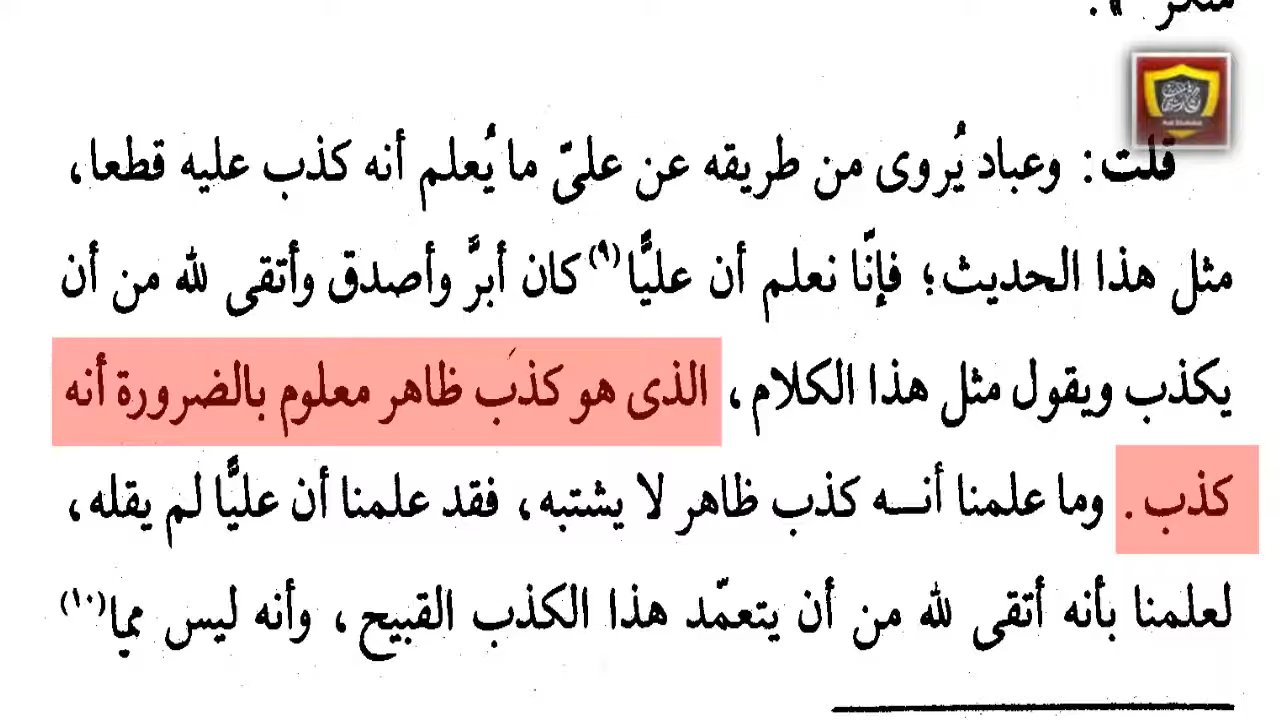 منكر».
قلت: وعباد يُروى من طريقه عن علىّ ما يُعلم أنه كذب عليه قطعا،
مثل هذا الحديث؛ فإنّا نعلم أن عليًّا(٩) كان أبرَّ وأصدق وأتقى لله من أن
يكذب ويقول مثل هذا الكلام، الذى هو كذبَ ظاهر معلوم بالضرورة أنه
كذب. وما علمنا أنـــه كذب ظاهر لا يشتبه، فقد علمنا أن عليًّا لم يقله،
لعلمنا بأنه أتقى لله من أن يتعمّد هذا الكذب القبيح، وأنه ليس مما(١٠)